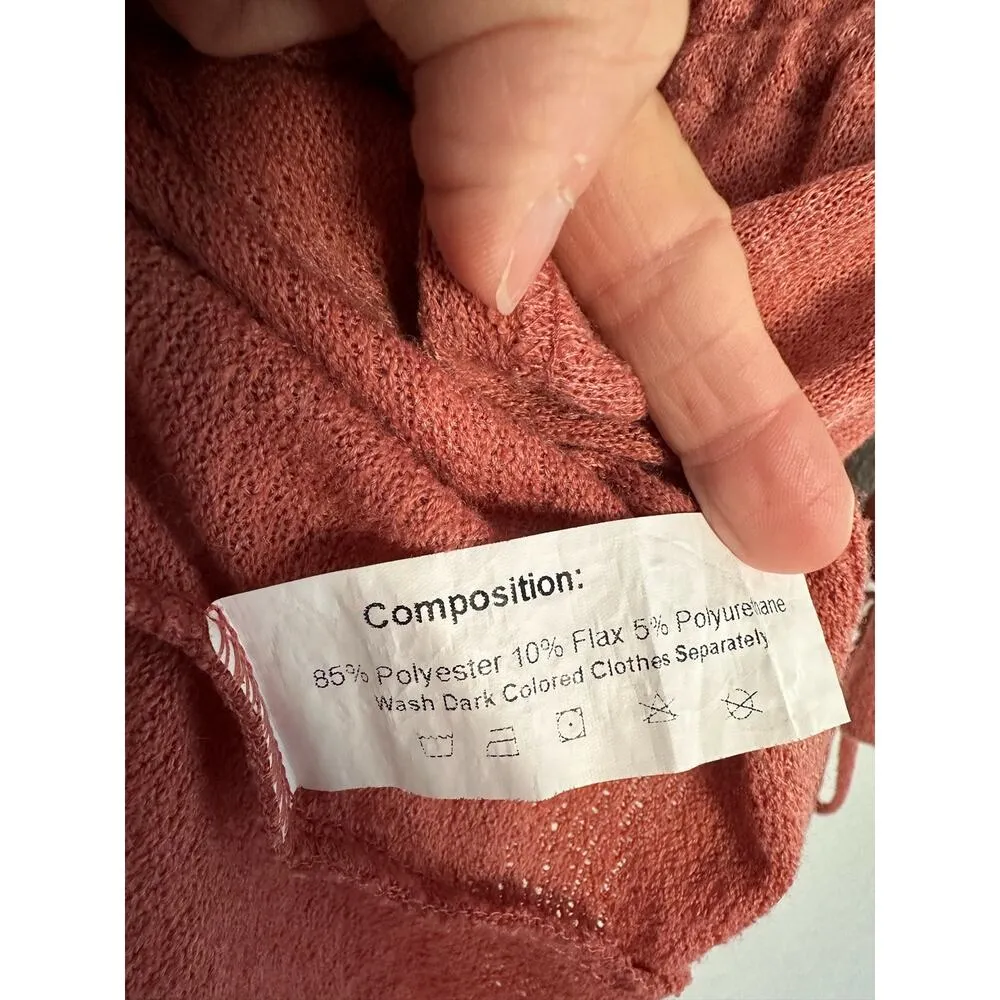 Composition:
85% Polyester 10% Flax 5% Polyurethane
Wash Dark Colored Clothes Separately